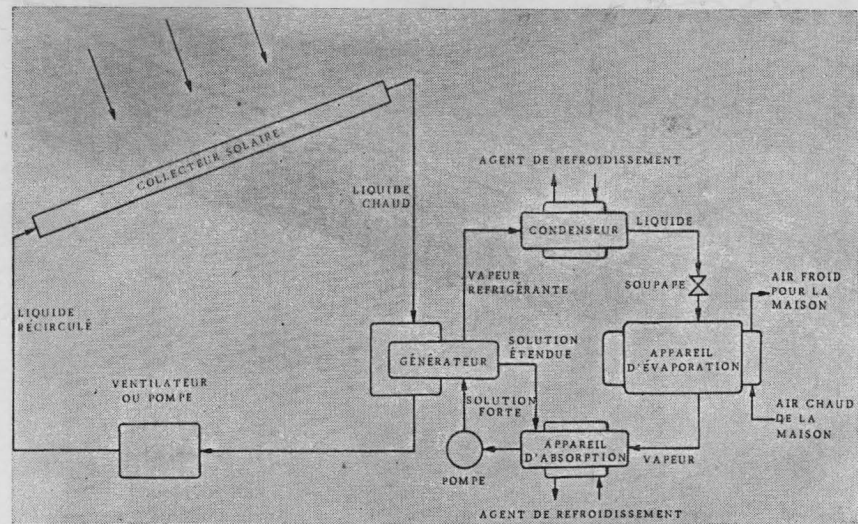 COLLECTEUR SOLAIRE
AGENT DE REFROIDISSEMENT
LIQUIDE
CHAUD
CONDENSEUR
LIQUIDE
VAPEUR
REFRIGÉRANTE
SOUPAPE
AIR FROID
POUR LA
MAISON
LIQUIDE
RECIRCULÉ
GÉNÉRATEUR
SOLUTION
ÉTENDUE
APPAREIL
D'ÉVAPORATION
VENTILATEUR
OU POMPE
SOLUTION
FORTE
AIR CHAUD
DE LA
MAISON
APPAREIL
D'ABSORPTION
VAPEUR
POMPE
AGENT DE REFROIDISSEMENT